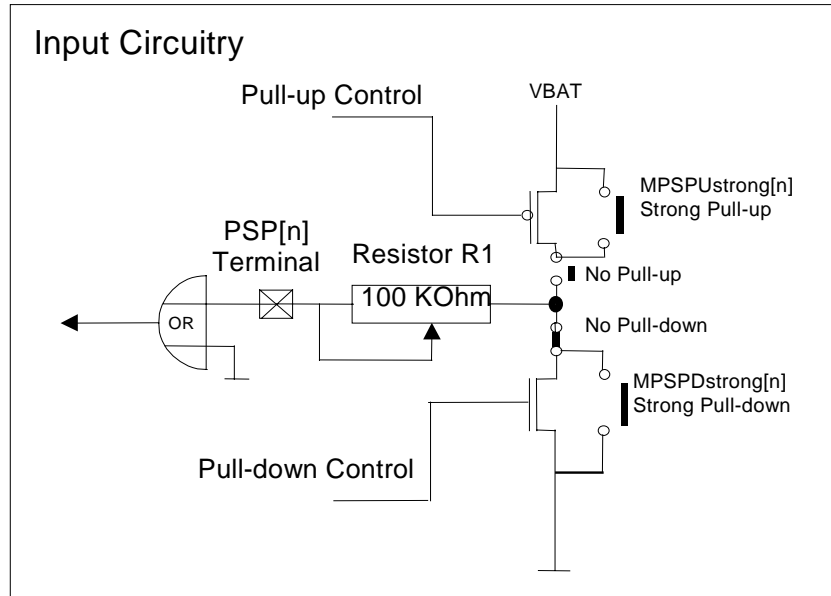 Input Circuitry
Pull-up Control
VBAT
MPSPUstrong[n]
Strong Pull-up
PSP[n]
Terminal
Resistor R1
100 KOhm
No Pull-up
OR
No Pull-down
MPSPDstrong[n]
Strong Pull-down
Pull-down Control